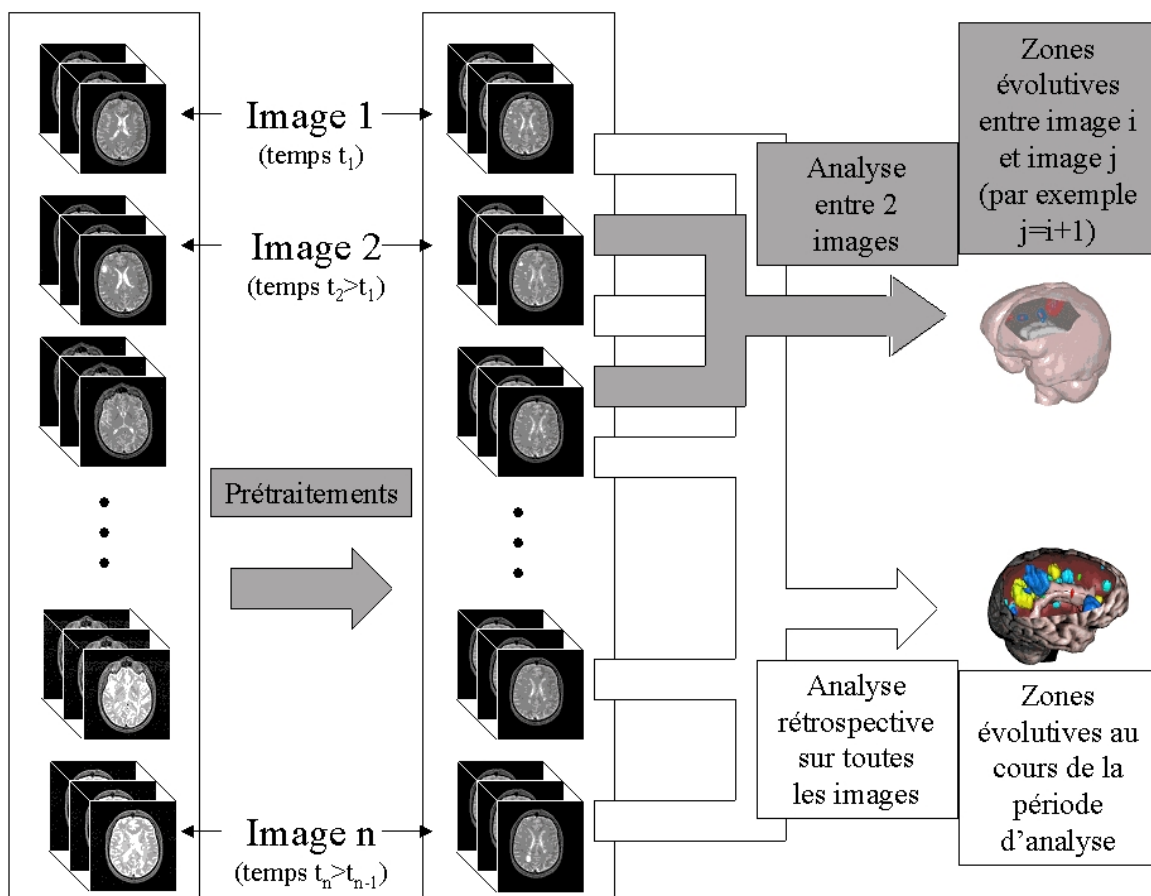 Image 1
(temps t₁)
Image 2
(temps t₂>t₁)
Prétraitements
Image n
(temps tₙ>tₙ₋₁)
Analyse
entre 2
images
Zones
évolutives
entre image i
et image j
(par exemple
j=i+1)
Analyse
rétrospective
sur toutes
les images
Zones
évolutives au
cours de la
période
d’analyse